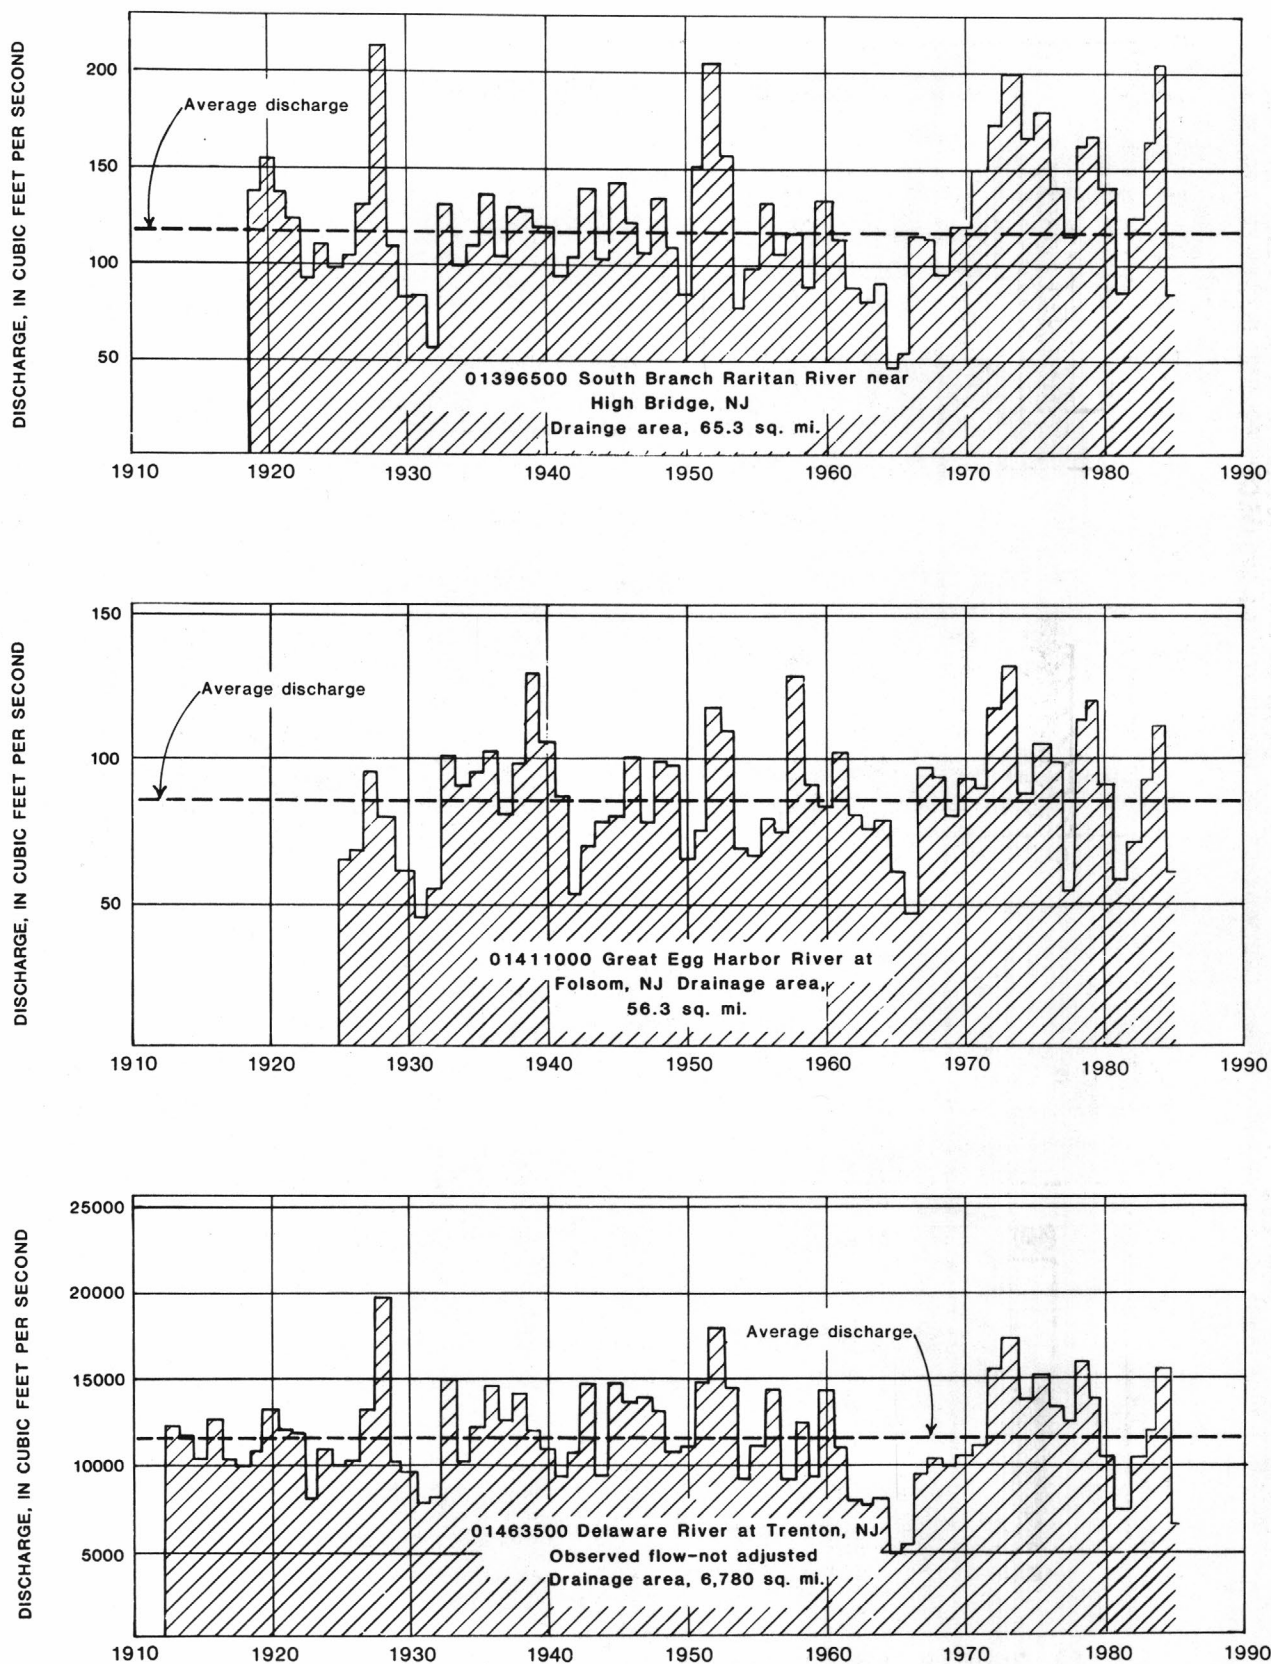 DISCHARGE, IN CUBIC FEET PER SECOND
200
150
100
50
Average discharge
01396500 South Branch Raritan River near
High Bridge, NJ
Drainge area, 65.3 sq. mi.
1910 1920 1930 1940 1950 1960 1970 1980 1990
DISCHARGE, IN CUBIC FEET PER SECOND
150
100
50
Average discharge
01411000 Great Egg Harbor River at
Folsom, NJ Drainage area,
56.3 sq. mi.
1910 1920 1930 1940 1950 1960 1970 1980 1990
DISCHARGE, IN CUBIC FEET PER SECOND
25000
20000
15000
10000
5000
Average discharge
01463500 Delaware River at Trenton, NJ
Observed flow-not adjusted
Drainage area, 6,780 sq. mi.
1910 1920 1930 1940 1950 1960 1970 1980 1990